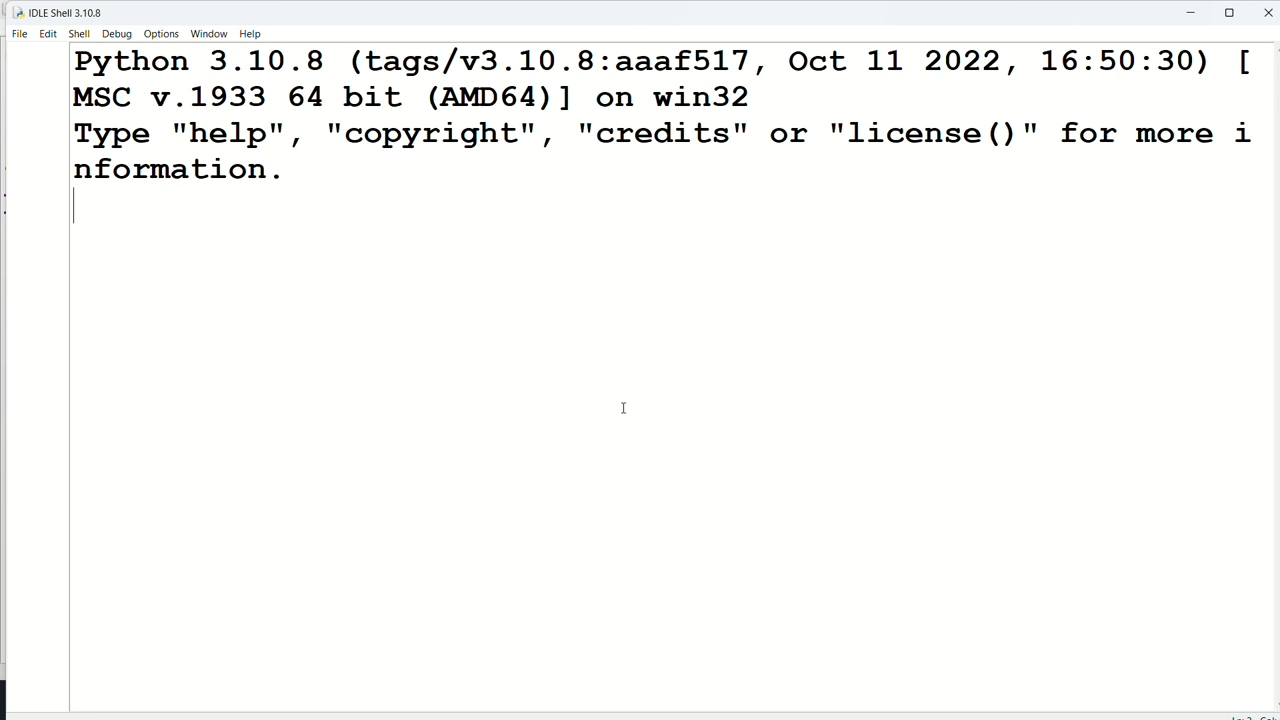 IDLE Shell 3.10.8
File Edit Shell Debug Options Window Help
Python 3.10.8 (tags/v3.10.8:aaaf517, Oct 11 2022, 16:50:30) [
MSC v.1933 64 bit (AMD64)] on win32
Type "help", "copyright", "credits" or "license()" for more i
nformation.